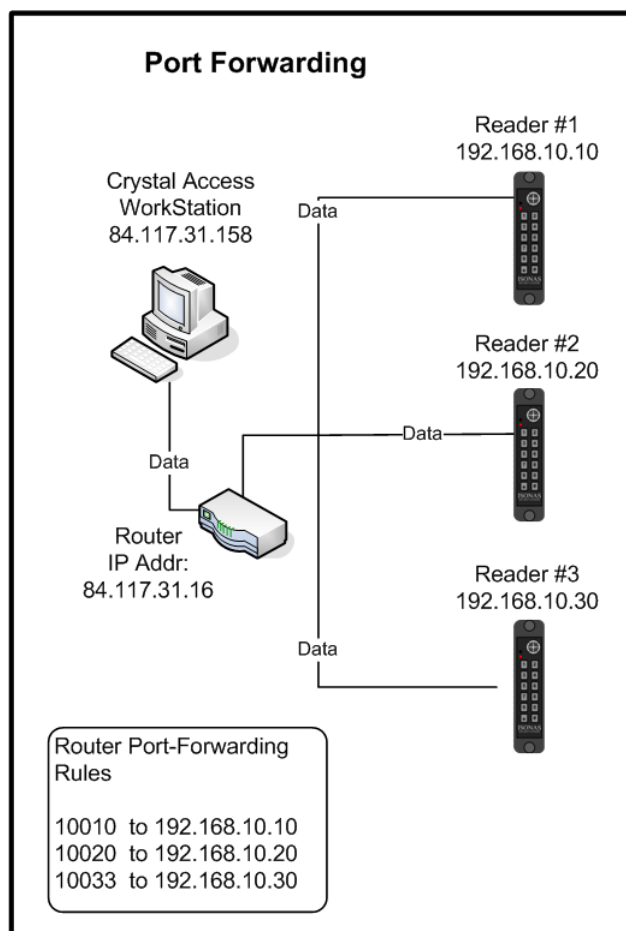 Port Forwarding
Reader #1
192.168.10.10
Crystal Access
WorkStation
84.117.31.158
Data
ISONAS
Reader #2
192.168.10.20
Data
Data
ISONAS
Router
IP Addr:
84.117.31.16
Reader #3
192.168.10.30
Data
ISONAS
Router Port-Forwarding
Rules
10010 to 192.168.10.10
10020 to 192.168.10.20
10033 to 192.168.10.30